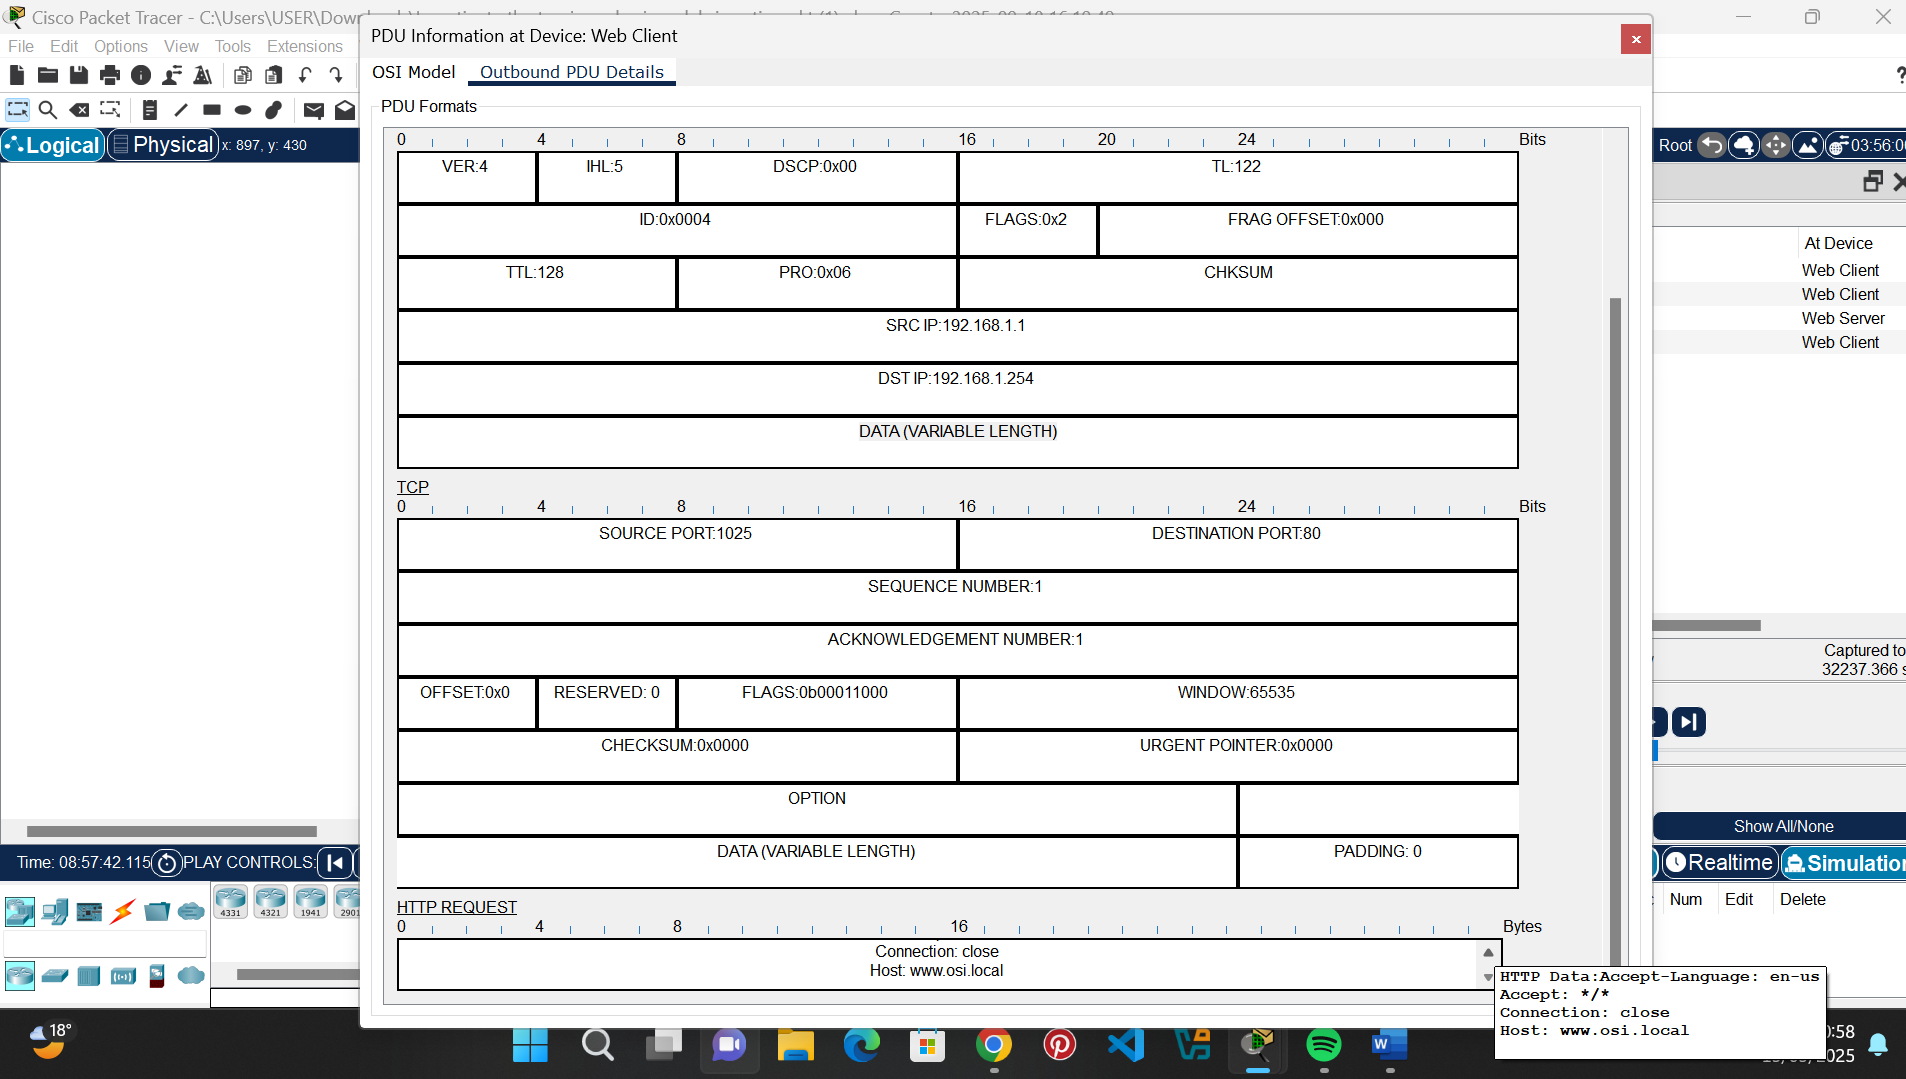 Cisco Packet Tracer - C:\Users\USER\Dow
PDU Information at Device: Web Client
File Edit Options View Tools Extensions
OSI Model Outbound PDU Details
PDU Formats
Logical Physical x: 897, y: 430
Root 03:56:0
0 4 8 16 20 24 Bits
VER:4 IHL:5 DSCP:0x00 TL:122
ID:0x0004 FLAGS:0x2 FRAG OFFSET:0x000
TTL:128 PRO:0x06 CHKSUM
SRC IP:192.168.1.1
DST IP:192.168.1.254
DATA (VARIABLE LENGTH)
TCP
0 4 8 16 24 Bits
SOURCE PORT:1025 DESTINATION PORT:80
SEQUENCE NUMBER:1
ACKNOWLEDGEMENT NUMBER:1
OFFSET:0x0 RESERVED: 0 FLAGS:0b00011000 WINDOW:65535
CHECKSUM:0x0000 URGENT POINTER:0x0000
OPTION
DATA (VARIABLE LENGTH) PADDING: 0
HTTP REQUEST
0 4 8 16 Bytes
Connection: close
Host: www.osi.local
HTTP Data:Accept-Language: en-us
Accept: */*
Connection: close
Host: www.osi.local
At Device
Web Client
Web Client
Web Server
Web Client
Captured to
32237.366 s
Show All/None
Time: 08:57:42.115 PLAY CONTROLS:
Realtime Simulation
Num Edit Delete
4331 4321 1941 2901
18°
:58
2025